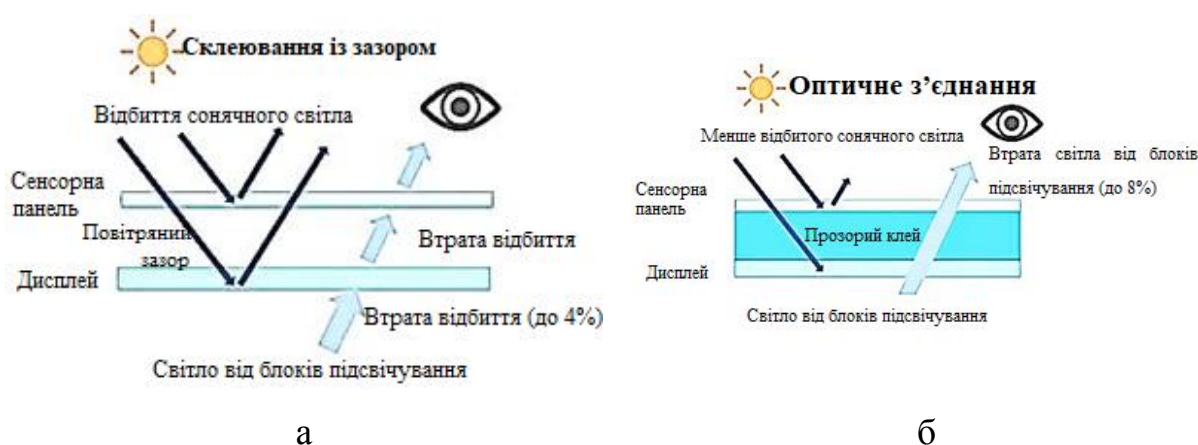 Склеювання із зазором
Відбиття сонячного світла
Сенсорна
панель
Повітряний
зазор
Втрата відбиття
Дисплей
Втрата відбиття (до 4%)
Світло від блоків підсвічування
а
Оптичне з’єднання
Менше відбитого сонячного світла
Втрата світла від блоків
підсвічування (до 8%)
Сенсорна
панель
Прозорий клей
Дисплей
Світло від блоків підсвічування
б